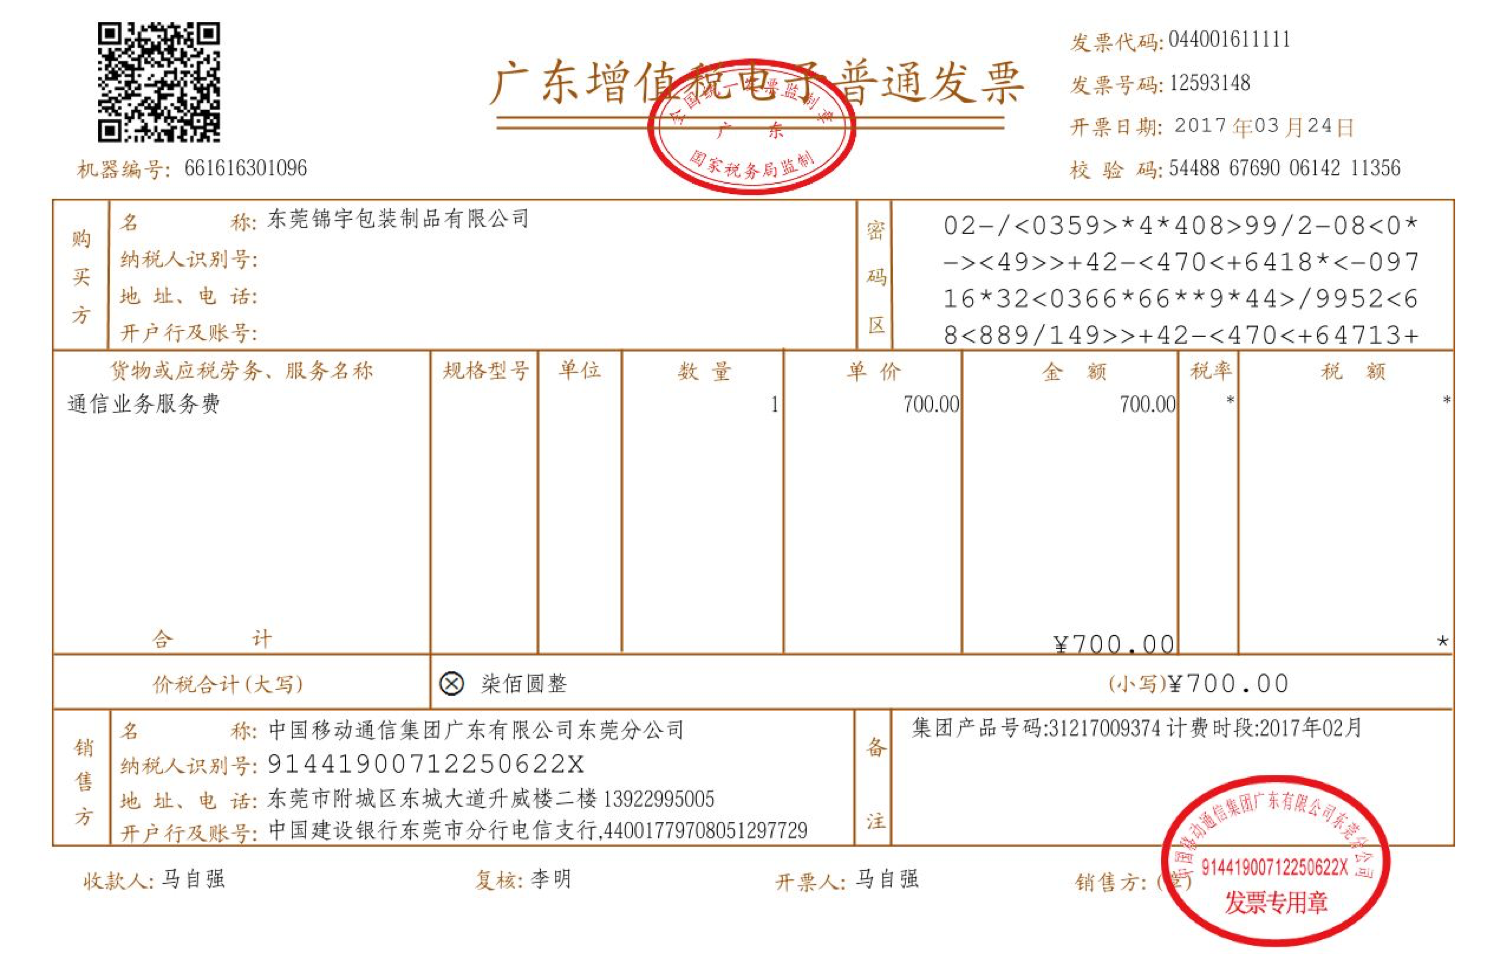 广东增值税电子普通发票
全国统一发票监制章
广 东
国家税务局监制
发票代码:044001611111
发票号码:12593148
开票日期: 2017年03月24日
校 验 码:54488 67690 06142 11356
机器编号: 661616301096
购买方
名 称:东莞锦宇包装制品有限公司
纳税人识别号:
地 址、电 话:
开户行及账号:
密码区
02-/<0359>*4*408>99/2-08<0*
-><49>>+42-<470<+6418*<-097
16*32<0366*66**9*44>/9952<6
8<889/149>>+42-<470<+64713+
货物或应税劳务、服务名称 规格型号 单位 数 量 单 价 金 额 税率 税 额
通信业务服务费 1 700.00 700.00 * *
合 计 ¥700.00 *
价税合计(大写) ⊗ 柒佰圆整 (小写)¥700.00
销售方
名 称:中国移动通信集团广东有限公司东莞分公司
纳税人识别号:91441900712250622X
地 址、电 话:东莞市附城区东城大道升威楼二楼 13922995005
开户行及账号:中国建设银行东莞市分行电信支行,44001779708051297729
备注
集团产品号码:31217009374 计费时段:2017年02月
收款人:马自强 复核:李明 开票人:马自强 销售方:(章)
中国移动通信集团广东有限公司东莞分公司
91441900712250622X
发票专用章